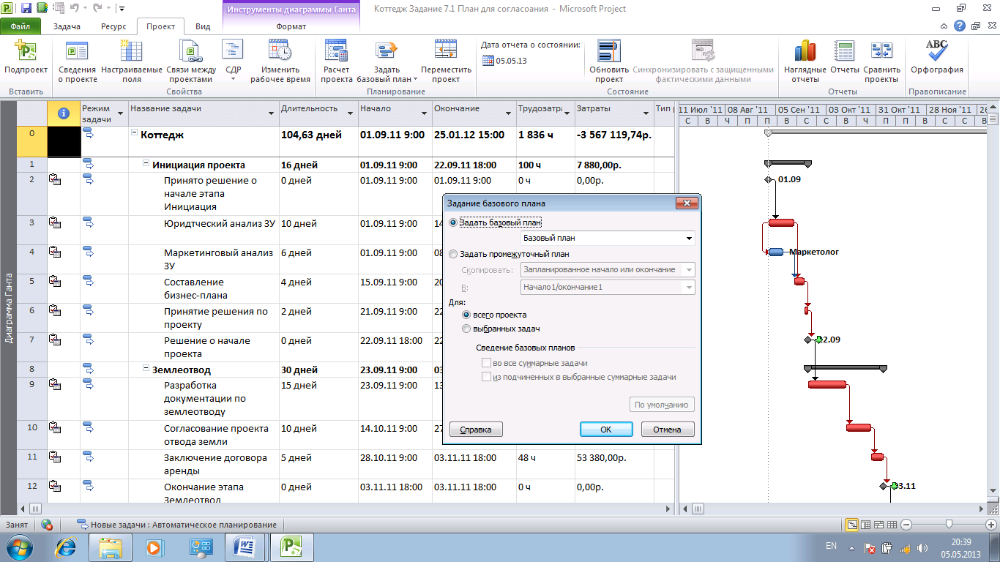 Инструменты диаграммы Ганта
Коттедж Задание 7.1 План для согласоания - Microsoft Project
Файл Задача Ресурс Проект Вид Формат
Подпроект
Сведения о проекте
Настраиваемые поля
Связи между проектами
СДР
Изменить рабочее время
Расчет проекта
Задать базовый план
Переместить проект
Дата отчета о состоянии:
05.05.13
Обновить проект
Синхронизировать с защищенными фактическими данными
Наглядные отчеты
Отчеты
Сравнить проекты
ABC
Орфография
Вставить Свойства Планирование Состояние Отчеты Правописание
Режим задачи Название задачи Длительность Начало Окончание Трудозатра Затраты Тип
11 Июл '11 08 Авг '11 05 Сен '11 03 Окт '11 31 Окт '11 28 Ноя '11 26
С В Ч П П В С С В Ч П П В С С В
0 Коттедж 104,63 дней 01.09.11 9:00 25.01.12 15:00 1 836 ч -3 567 119,74р.
1 Инициация проекта 16 дней 01.09.11 9:00 22.09.11 18:00 100 ч 7 880,00р.
2 Принято решение о начале этапа Инициация 0 дней 01.09.11 9:00 01.09.11 9:00 0 ч 0,00р.
01.09
3 Юридтческий анализ ЗУ 10 дней 01.09.11 9:00 14
4 Маркетинговый анализ ЗУ 6 дней 01.09.11 9:00 08
Маркетолог
5 Составление бизнес-плана 4 дней 15.09.11 9:00 20
6 Принятие решения по проекту 2 дней 21.09.11 9:00 22
7 Решение о начале проекта 0 дней 22.09.11 18:00 22
22.09
8 Землеотвод 30 дней 23.09.11 9:00 03
9 Разработка документации по землеотводу 15 дней 23.09.11 9:00 13
10 Согласование проекта отвода земли 10 дней 14.10.11 9:00 27
11 Заключение договора аренды 5 дней 28.10.11 9:00 03.11.11 18:00 48 ч 53 380,00р.
12 Окончание этапа Землеотвод 0 дней 03.11.11 18:00 03.11.11 18:00 0 ч 0,00р.
03.11
Диаграмма Ганта
Задание базового плана
Задать базовый план
Базовый план
Задать промежуточный план
Скопировать: Запланированное начало или окончание
В: Начало1/окончание1
Для:
всего проекта
выбранных задач
Сведение базовых планов
во все суммарные задачи
из подчиненных в выбранные суммарные задачи
По умолчанию
Справка ОК Отмена
Занят Новые задачи : Автоматическое планирование
EN
20:39
05.05.2013